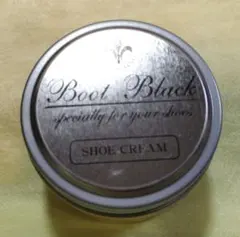 Boot Black
specially for your shoes
SHOE CREAM